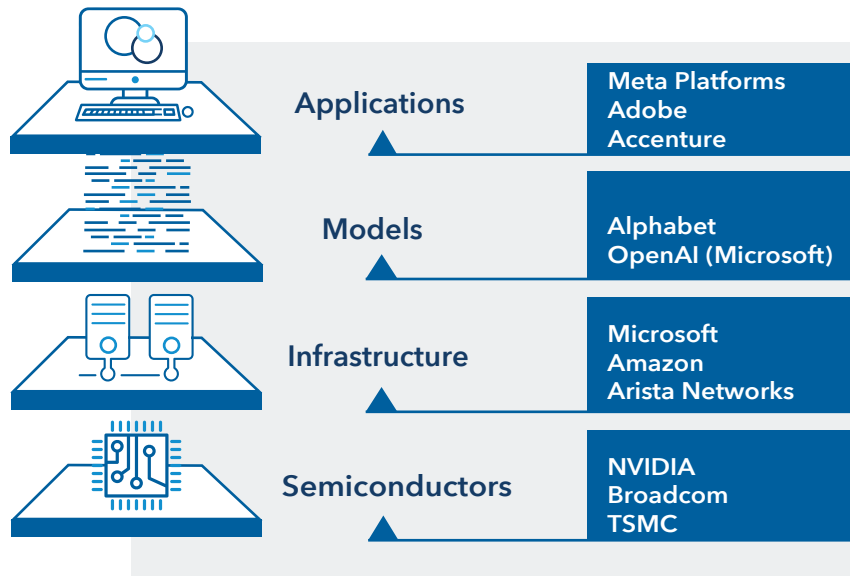 Applications
Meta Platforms
Adobe
Accenture
Models
Alphabet
OpenAI (Microsoft)
Infrastructure
Microsoft
Amazon
Arista Networks
Semiconductors
NVIDIA
Broadcom
TSMC